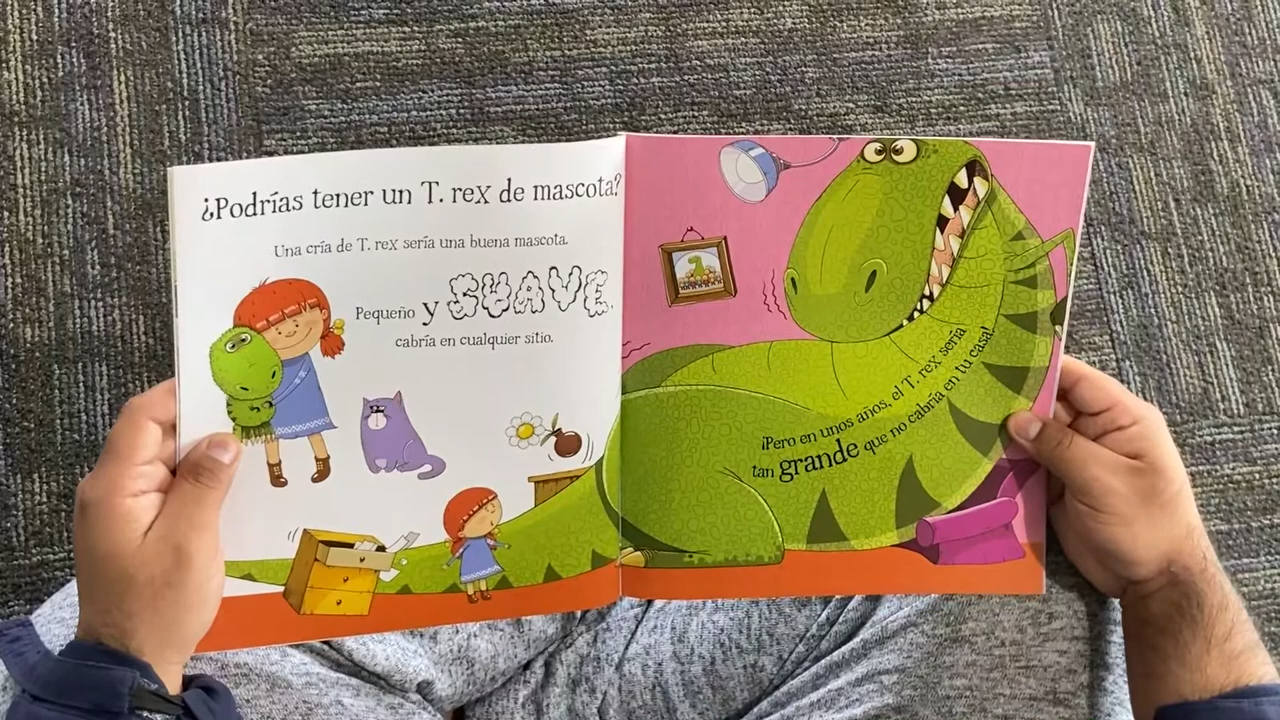 ¿Podrías tener un T. rex de mascota?
Una cría de T. rex sería una buena mascota.
Pequeño y SUAVE,
cabría en cualquier sitio.
¡Pero en unos años, el T. rex sería
tan grande que no cabría en tu casa!